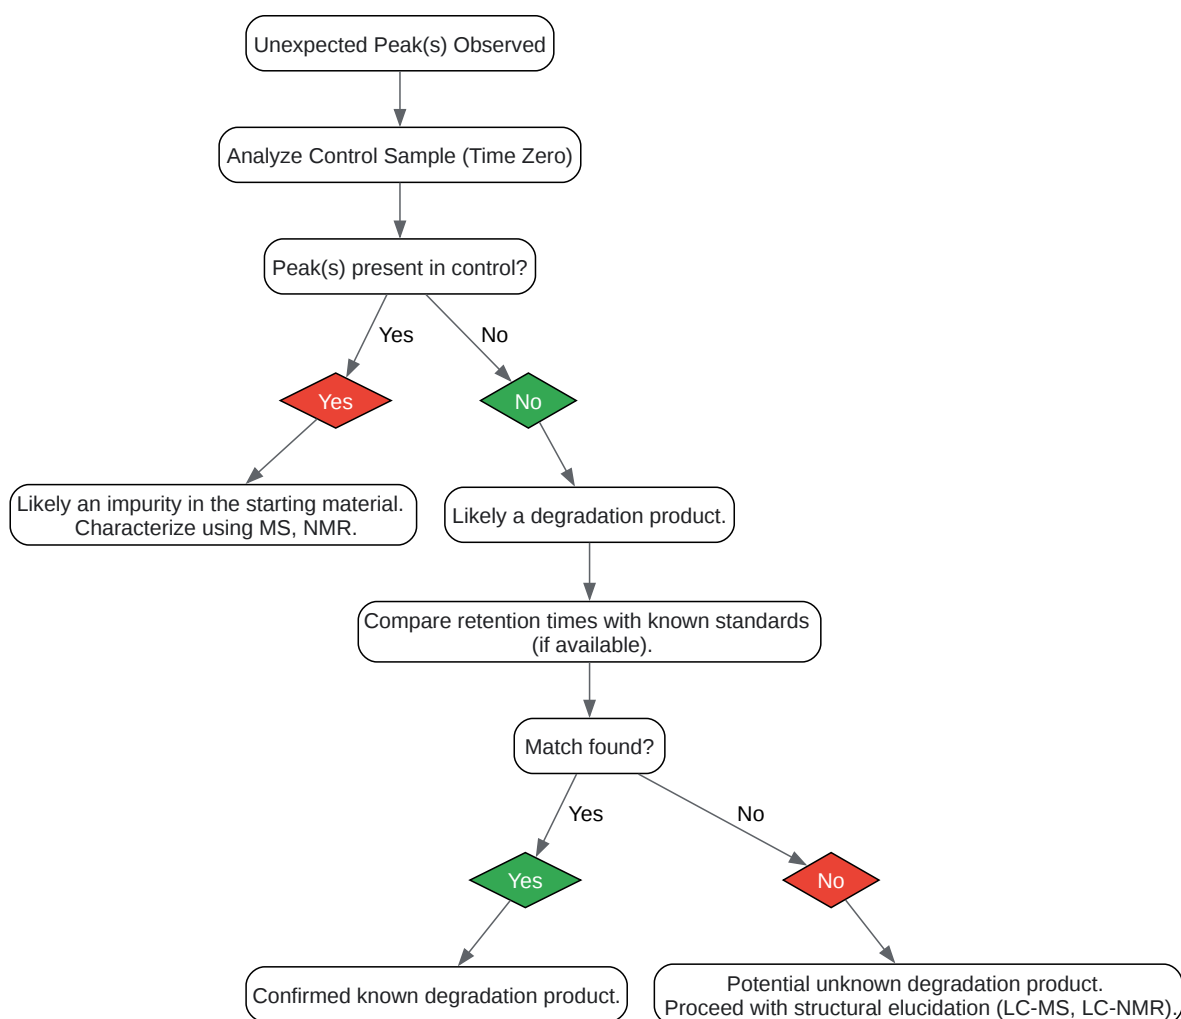 Unexpected Peak(s) Observed
Analyze Control Sample (Time Zero)
Peak(s) present in control?
Yes
No
Yes
No
Likely an impurity in the starting material.
Characterize using MS, NMR.
Likely a degradation product.
Compare retention times with known standards
(if available).
Match found?
Yes
No
Yes
No
Confirmed known degradation product.
Potential unknown degradation product.
Proceed with structural elucidation (LC-MS, LC-NMR).